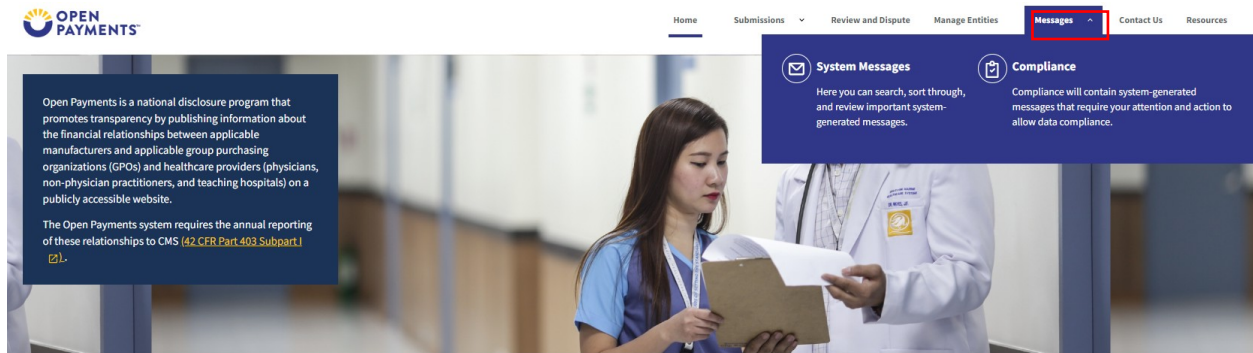 OPEN
PAYMENTS™
Home Submissions Review and Dispute Manage Entities Messages Contact Us Resources
System Messages
Here you can search, sort through,
and review important system-
generated messages.
Compliance
Compliance will contain system-generated
messages that require your attention and action to
allow data compliance.
Open Payments is a national disclosure program that
promotes transparency by publishing information about
the financial relationships between applicable
manufacturers and applicable group purchasing
organizations (GPOs) and healthcare providers (physicians,
non-physician practitioners, and teaching hospitals) on a
publicly accessible website.
The Open Payments system requires the annual reporting
of these relationships to CMS (42 CFR Part 403 Subpart I
).